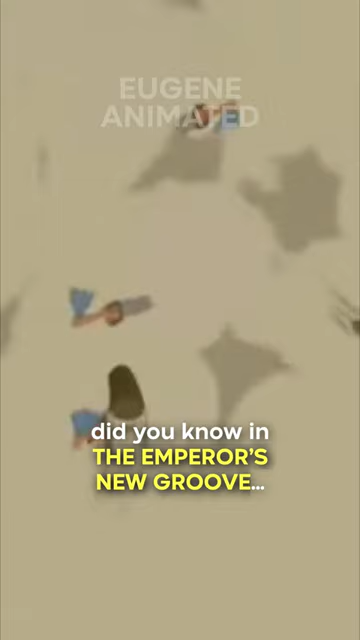 EUGENE
ANIMATED
did you know in
THE EMPEROR'S
NEW GROOVE...